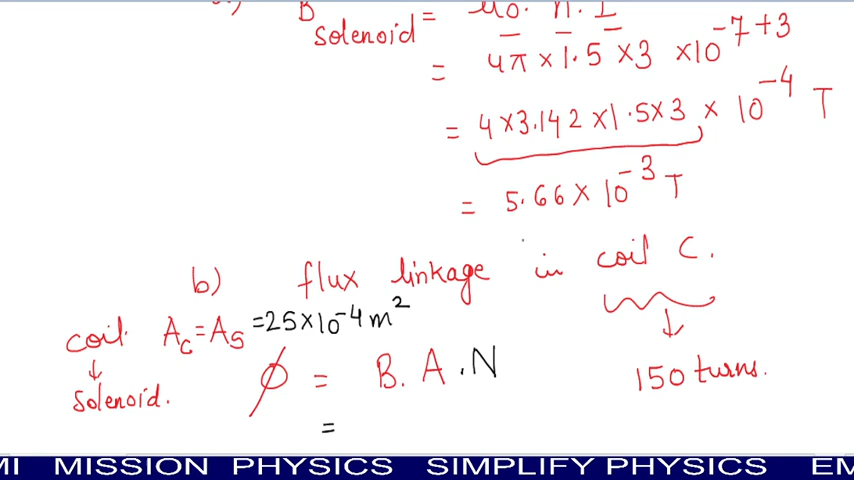 B solenoid = μ0. n. I
= 4π × 1.5 × 3 × 10^-7+3
= 4 × 3.142 × 1.5 × 3 × 10^-4 T
= 5.66 × 10^-3 T
b) flux linkage in coil C.
coil A_C = A_S = 25 × 10^-4 m^2
↓
solenoid.
ϕ = B. A . N
↓
150 turns.
=
MI MISSION PHYSICS SIMPLIFY PHYSICS EM